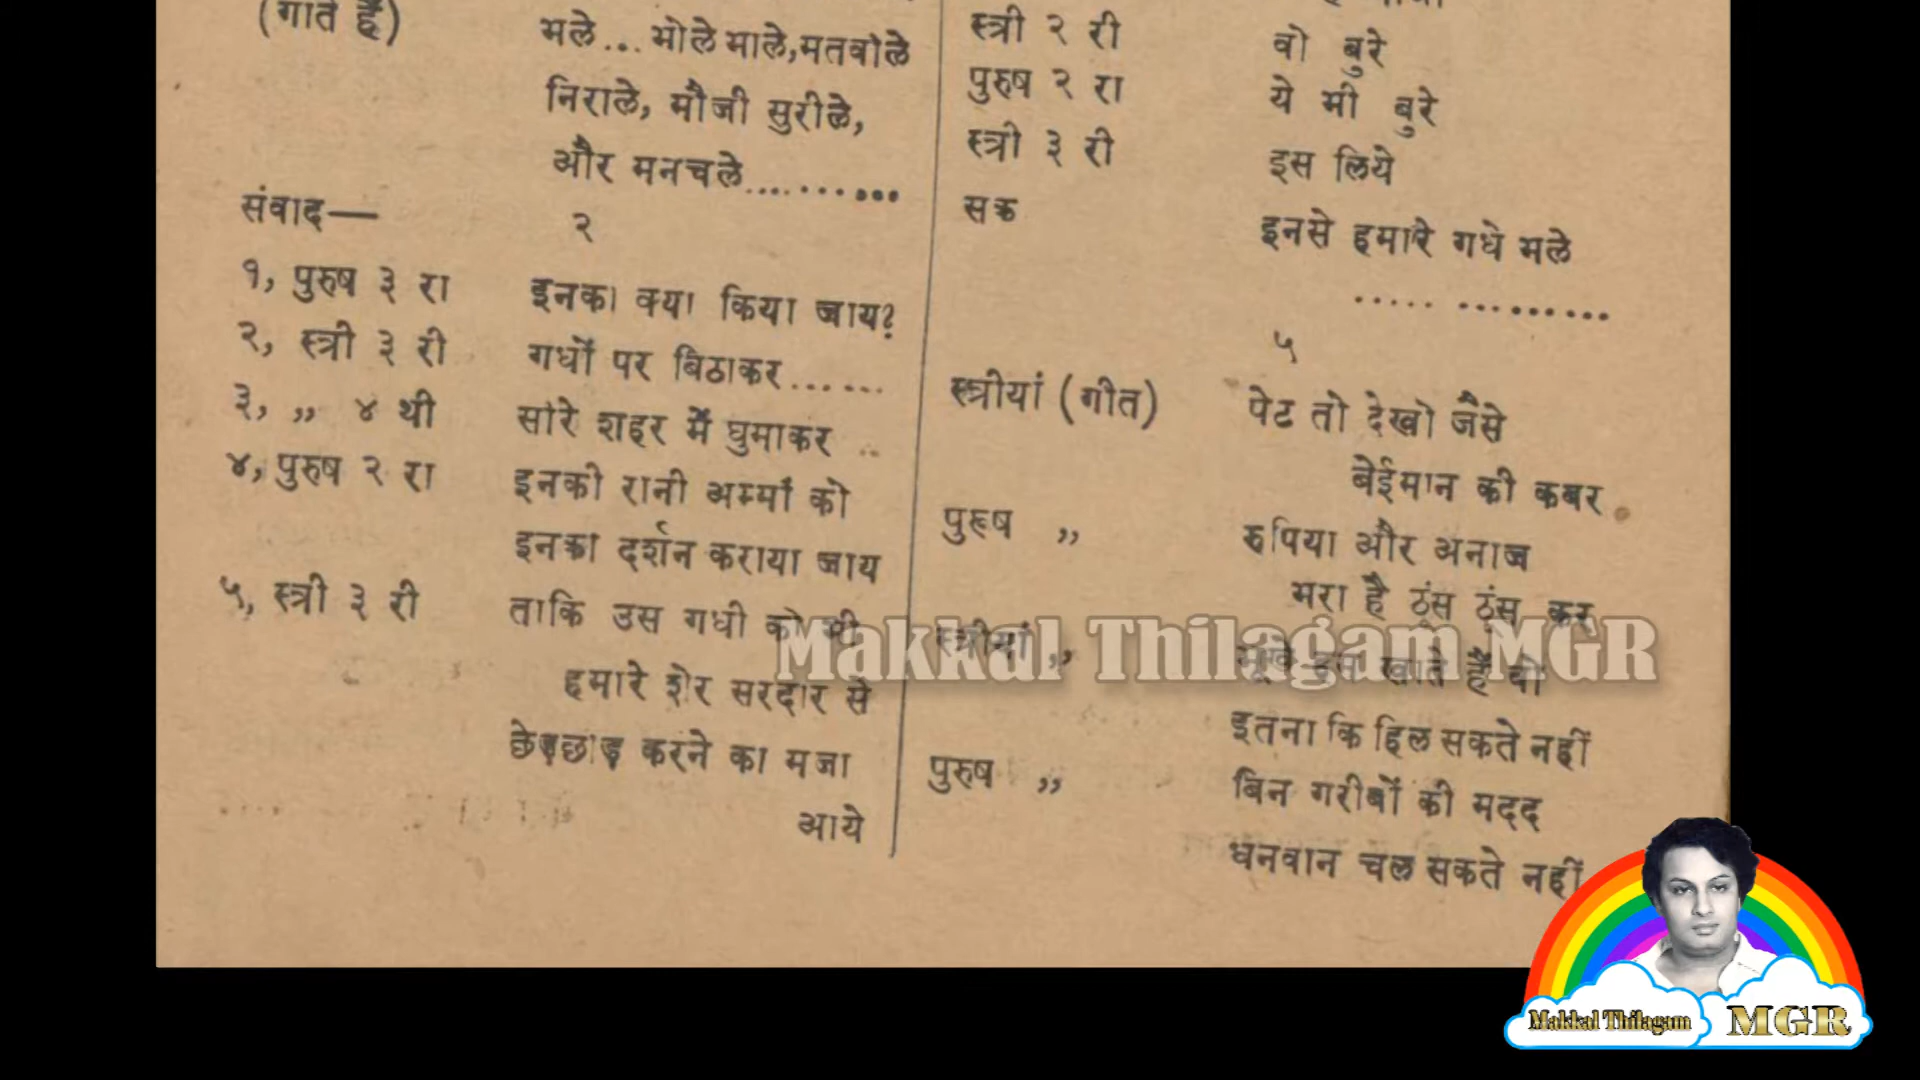 (गाते हैं)
भले...भोले भाले,मतवाले
निराले, मौजी सुरीले,
और मनचले..........
संवाद—
२
१, पुरुष ३ रा इनका क्या किया जाय?
२, स्त्री ३ री गधों पर बिठाकर......
३, ,, ४ थी सारे शहर में घुमाकर ..
४, पुरुष २ रा इनकी रानी अम्मां को
इनका दर्शन कराया जाय
५, स्त्री ३ री ताकि उस गधी को भी
हमारे शेर सरदार से
छेड़छाड़ करने का मजा
आये
स्त्री २ री वो बुरे
पुरुष २ रा ये भी बुरे
स्त्री ३ री इस लिये
सब इनसे हमारे गधे भले
..... .........
५
स्त्रीयां (गीत) पेट तो देखो जैसे
बेईमान की कबर
पुरूष ,, रुपिया और अनाज
भरा है ठूंस ठूंस कर
स्त्रीयां ,, खाते हैं वो
इतना कि हिल सकते नहीं
पुरुष ,, बिन गरीबों की मदद
धनवान चल सकते नहीं
Makkal Thilagam MGR
Makkal Thilagam MGR